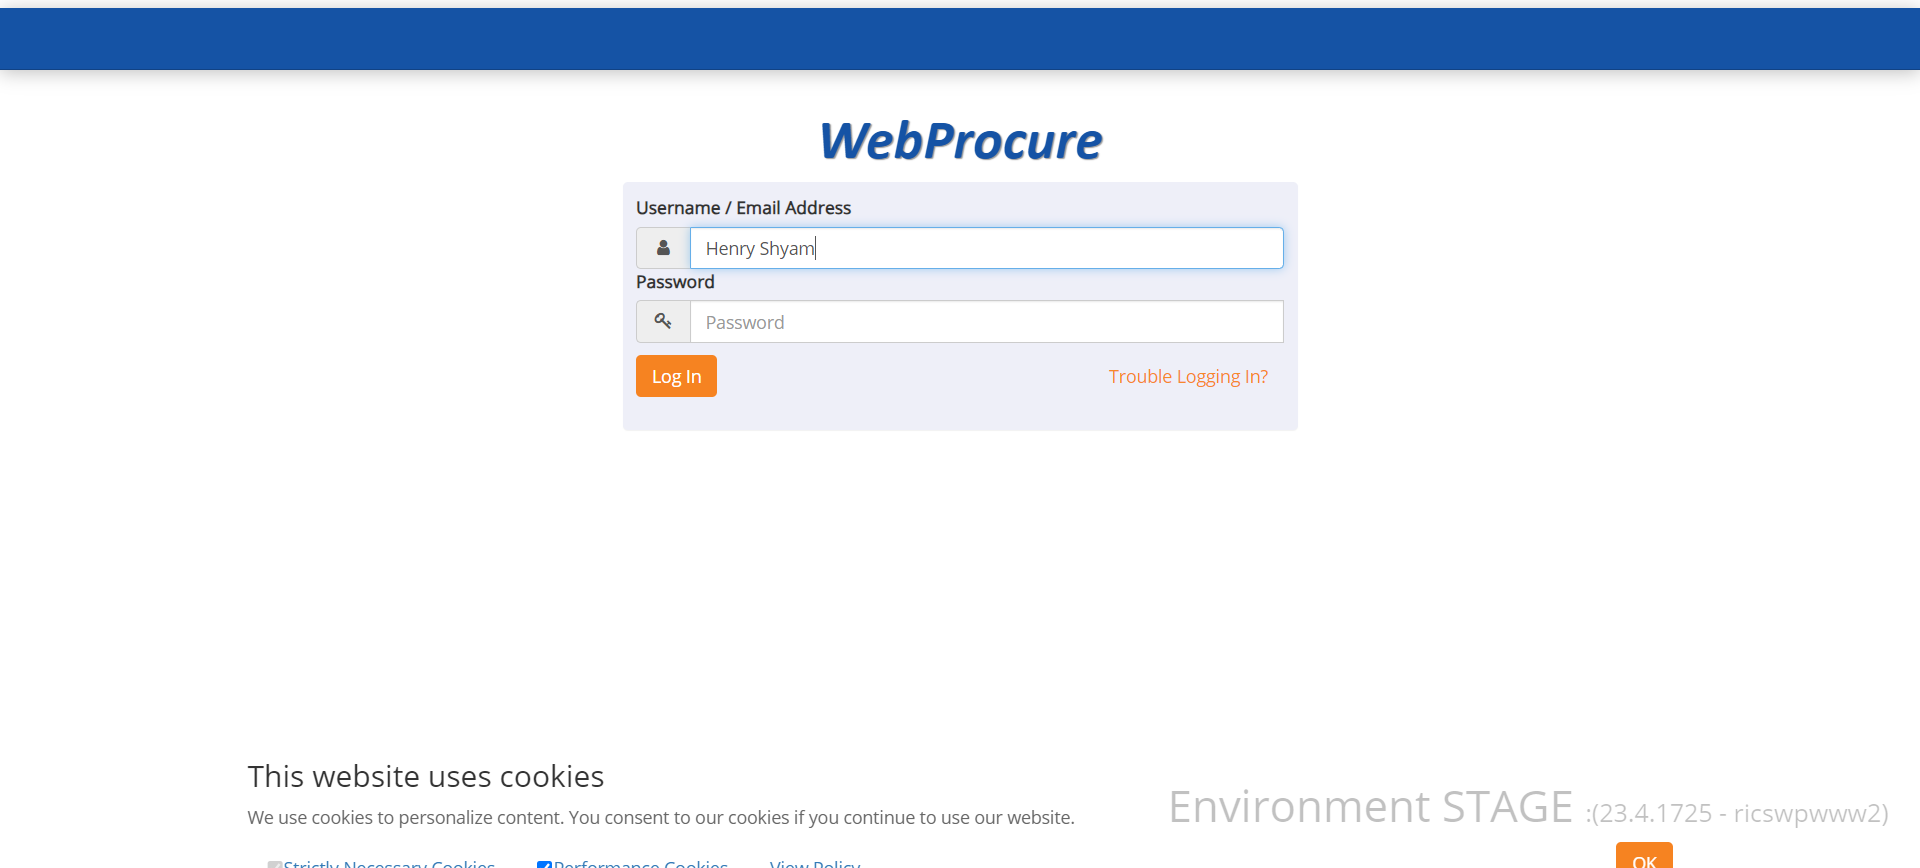 WebProcure
Username / Email Address
Henry Shyam
Password
Password
Log In
Trouble Logging In?
This website uses cookies
We use cookies to personalize content. You consent to our cookies if you continue to use our website.
Environment STAGE :(23.4.1725 - ricswpwww2)
Strictly Necessary Cookies
Performance Cookies
View Policy
OK